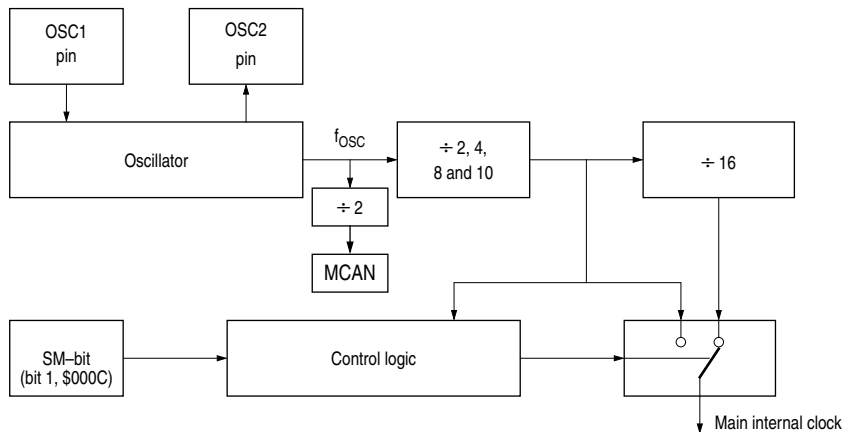 OSC1
pin
OSC2
pin
Oscillator
fOSC
÷ 2, 4,
8 and 10
÷ 16
÷ 2
MCAN
SM–bit
(bit 1, $000C)
Control logic
Main internal clock